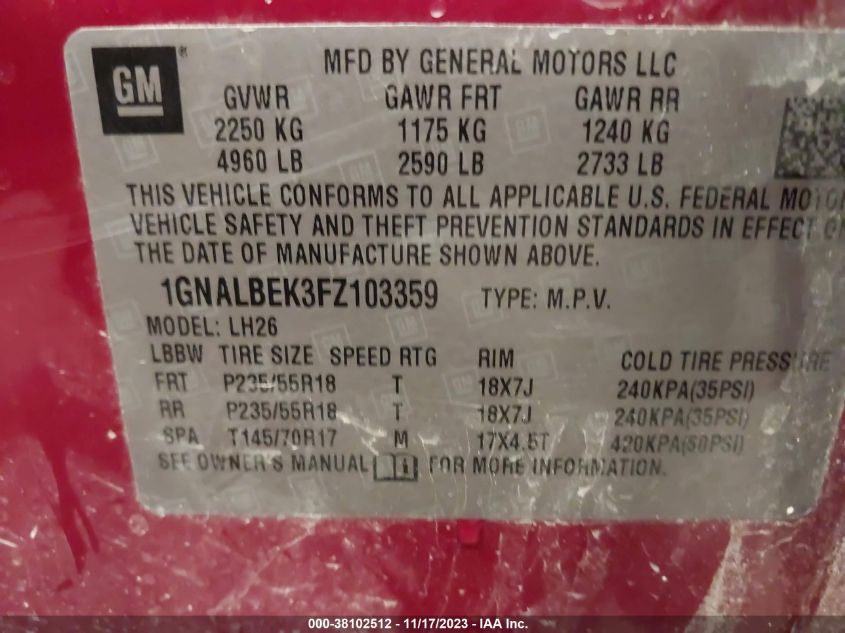 GM ®
MFD BY GENERAL MOTORS LLC
GVWR GAWR FRT GAWR RR
2250 KG 1175 KG 1240 KG
4960 LB 2590 LB 2733 LB
THIS VEHICLE CONFORMS TO ALL APPLICABLE U.S. FEDERAL MOTOR
VEHICLE SAFETY AND THEFT PREVENTION STANDARDS IN EFFECT ON
THE DATE OF MANUFACTURE SHOWN ABOVE.
1GNALBEK3FZ103359 TYPE: M.P.V.
MODEL: LH26
LBBW TIRE SIZE SPEED RTG RIM COLD TIRE PRESSURE
FRT P235/55R18 T 18X7J 240KPA(35PSI)
RR P235/55R18 T 18X7J 240KPA(35PSI)
SPA T145/70R17 M 17X4.5T 420KPA(60PSI)
SEE OWNER'S MANUAL FOR MORE INFORMATION.
000-38102512 - 11/17/2023 - IAA Inc.